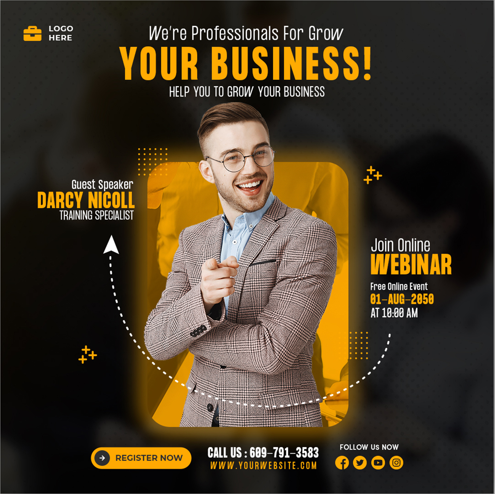 LOGO
HERE
We're Professionals For Grow
YOUR BUSINESS!
HELP YOU TO GROW YOUR BUSINESS
Guest Speaker
DARCY NICOLL
TRAINING SPECIALIST
Join Online
WEBINAR
Free Online Event
01-AUG-2050
AT 10:00 AM
REGISTER NOW
CALL US : 689-791-3583
WWW.YOURWEBSITE.COM
FOLLOW US NOW